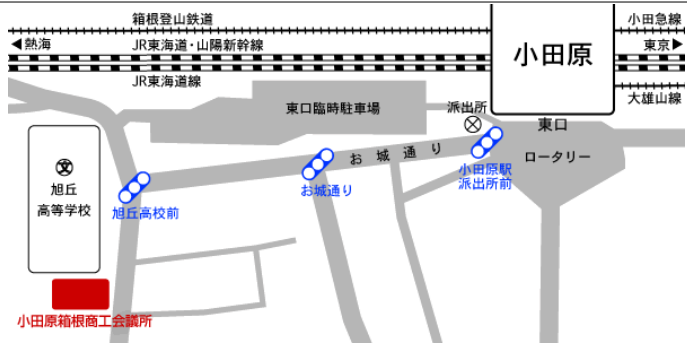 箱根登山鉄道
小田急線
◀熱海
JR東海道・山陽新幹線
小田原
東京▶
JR東海道線
大雄山線
東口臨時駐車場
派出所
東口
文
お城通り
ロータリー
旭丘
高等学校
小田原駅
派出所前
お城通り
旭丘高校前
小田原箱根商工会議所